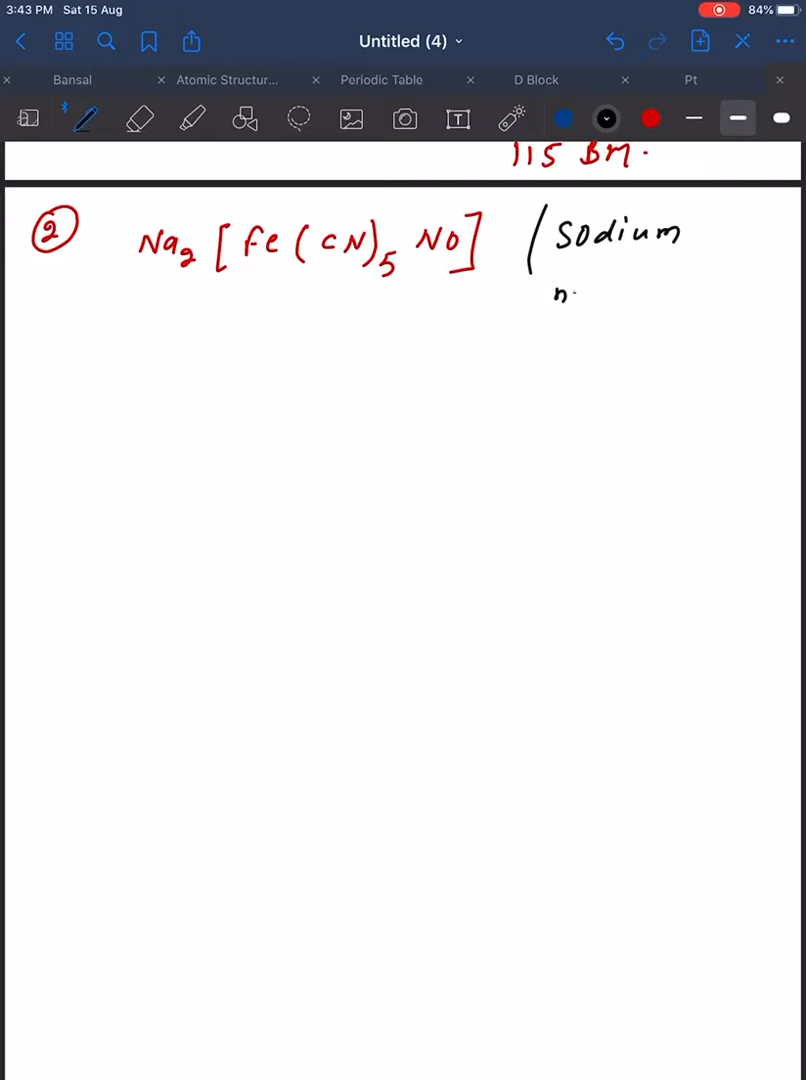 3:43 PM Sat 15 Aug 84%
Untitled (4)
Bansal Atomic Structur... Periodic Table D Block Pt
T
115 BM.
② Na₂ [Fe(CN)₅ NO] (Sodium
n.